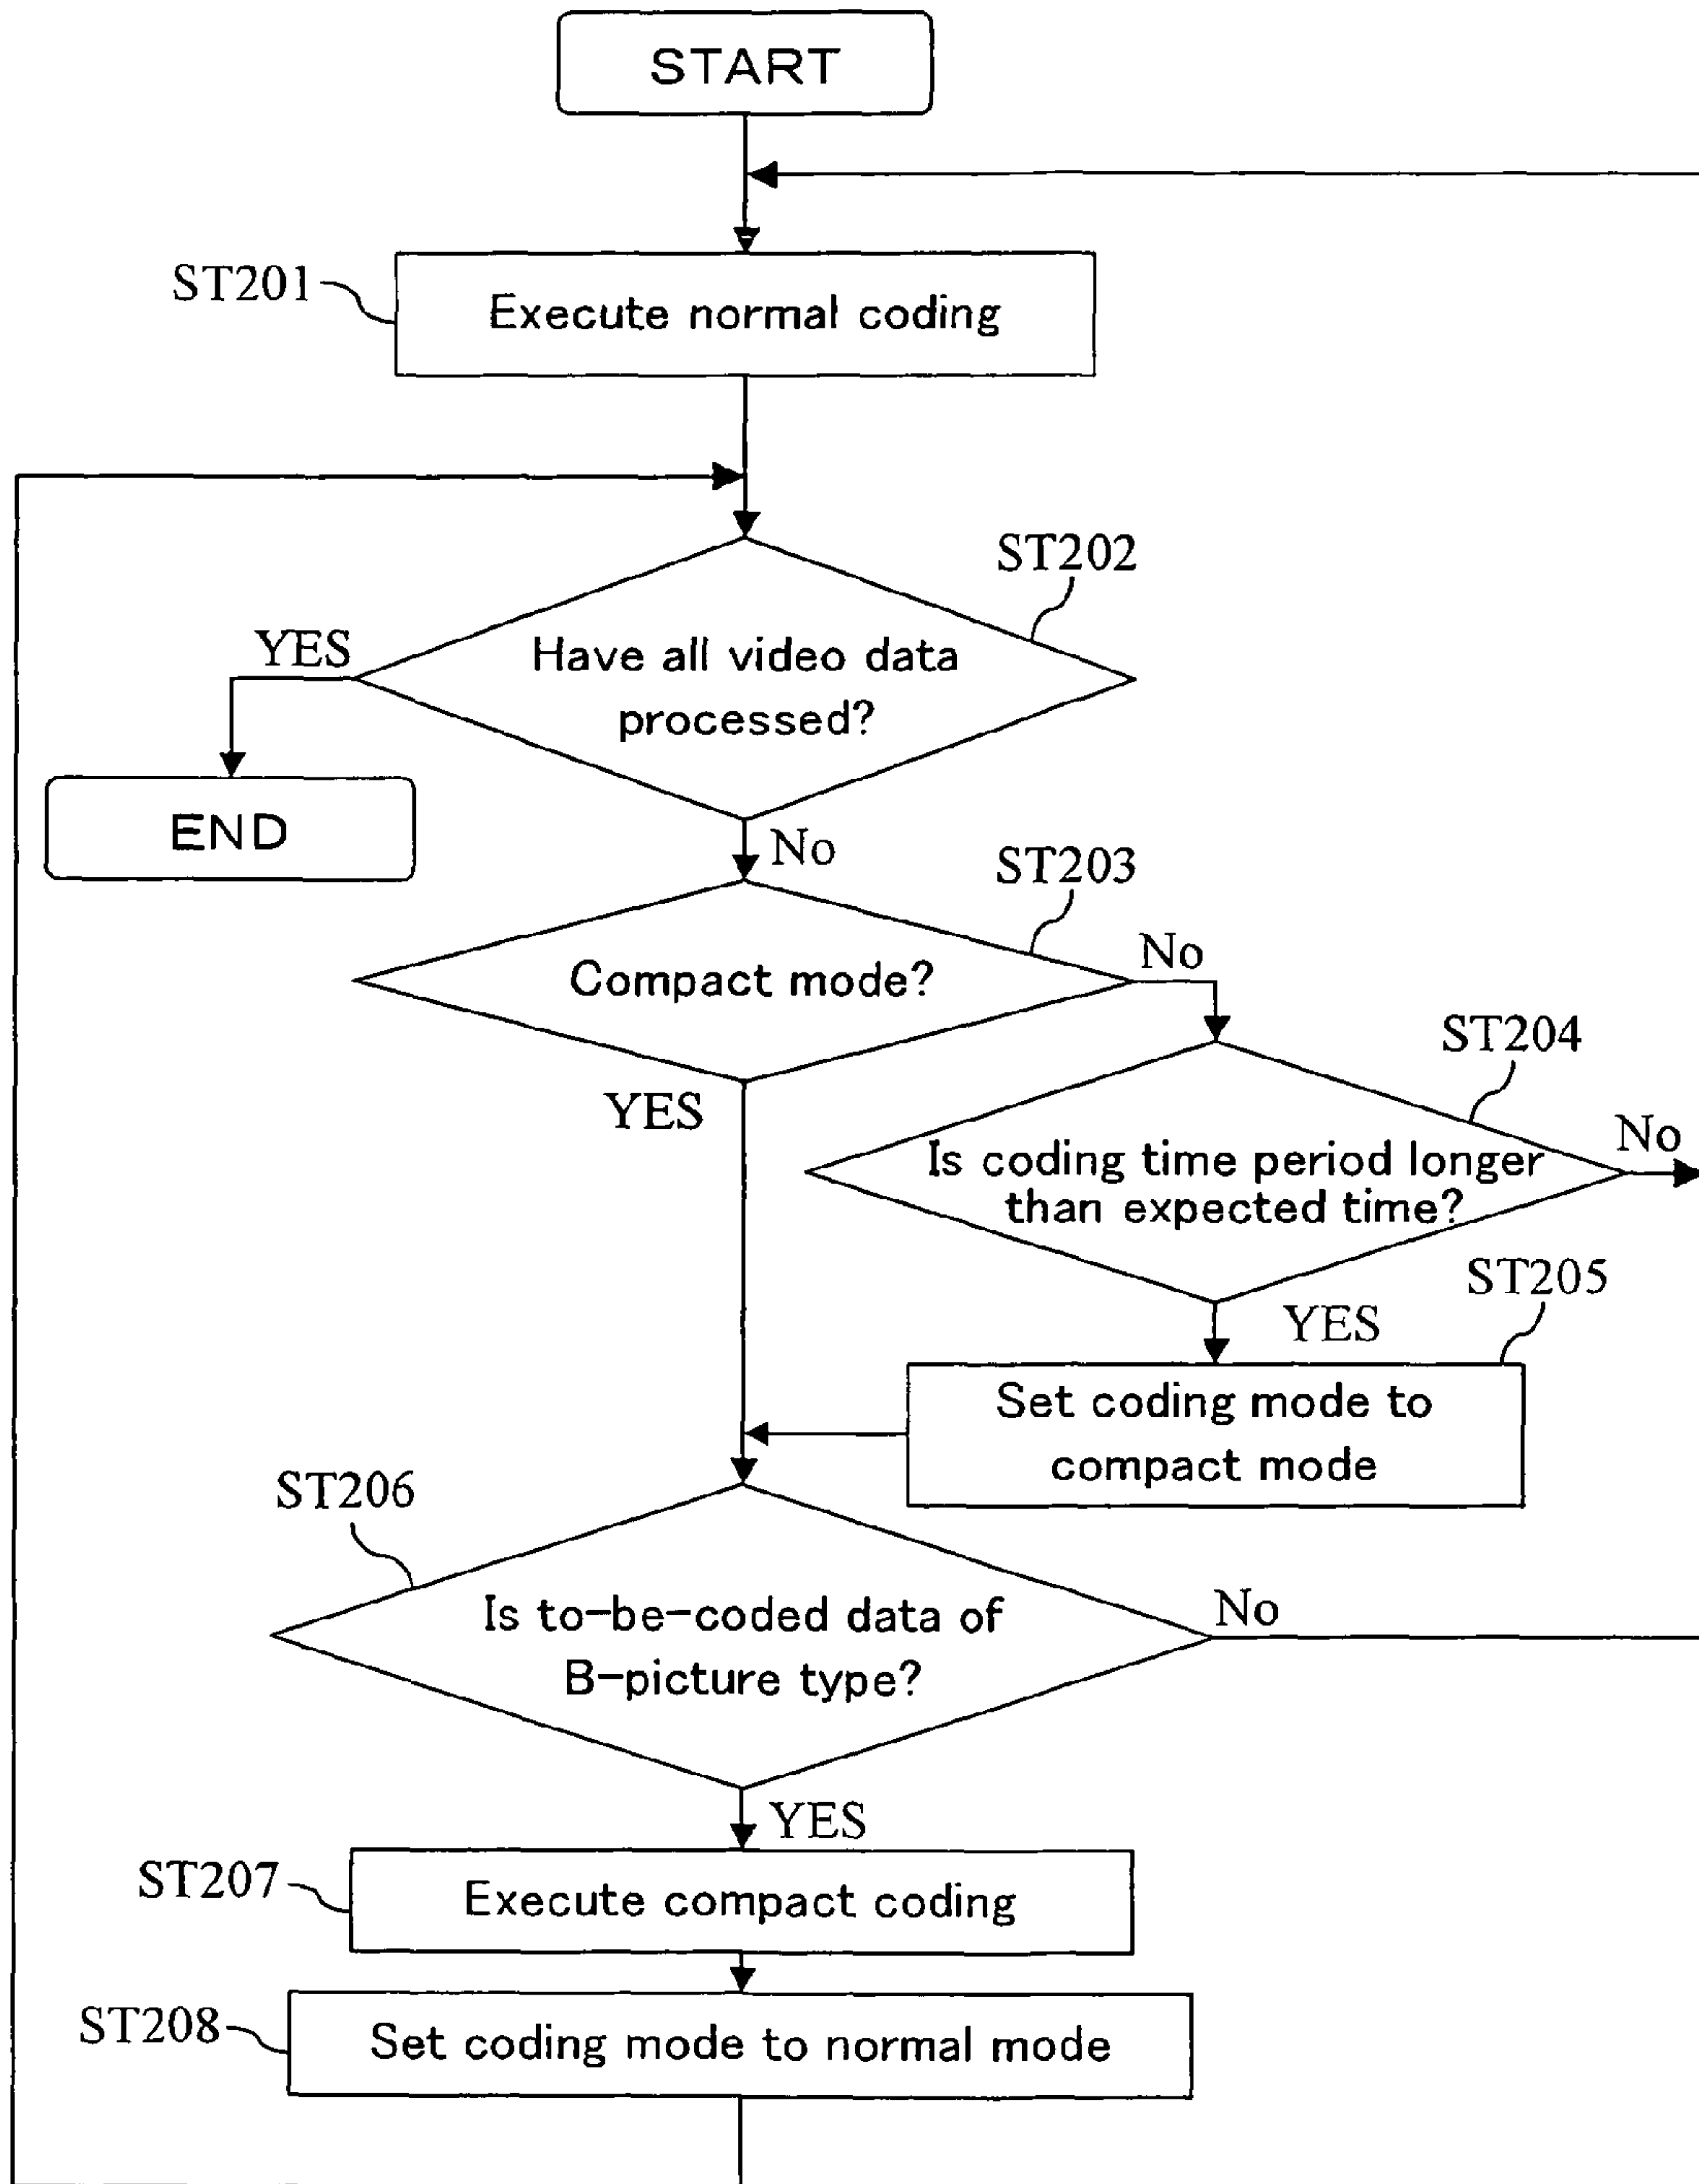 START
ST201
Execute normal coding
ST202
YES
Have all video data
processed?
END
No
ST203
No
Compact mode?
ST204
YES
No
Is coding time period longer
than expected time?
ST205
YES
Set coding mode to
compact mode
ST206
No
Is to-be-coded data of
B-picture type?
YES
ST207
Execute compact coding
ST208
Set coding mode to normal mode